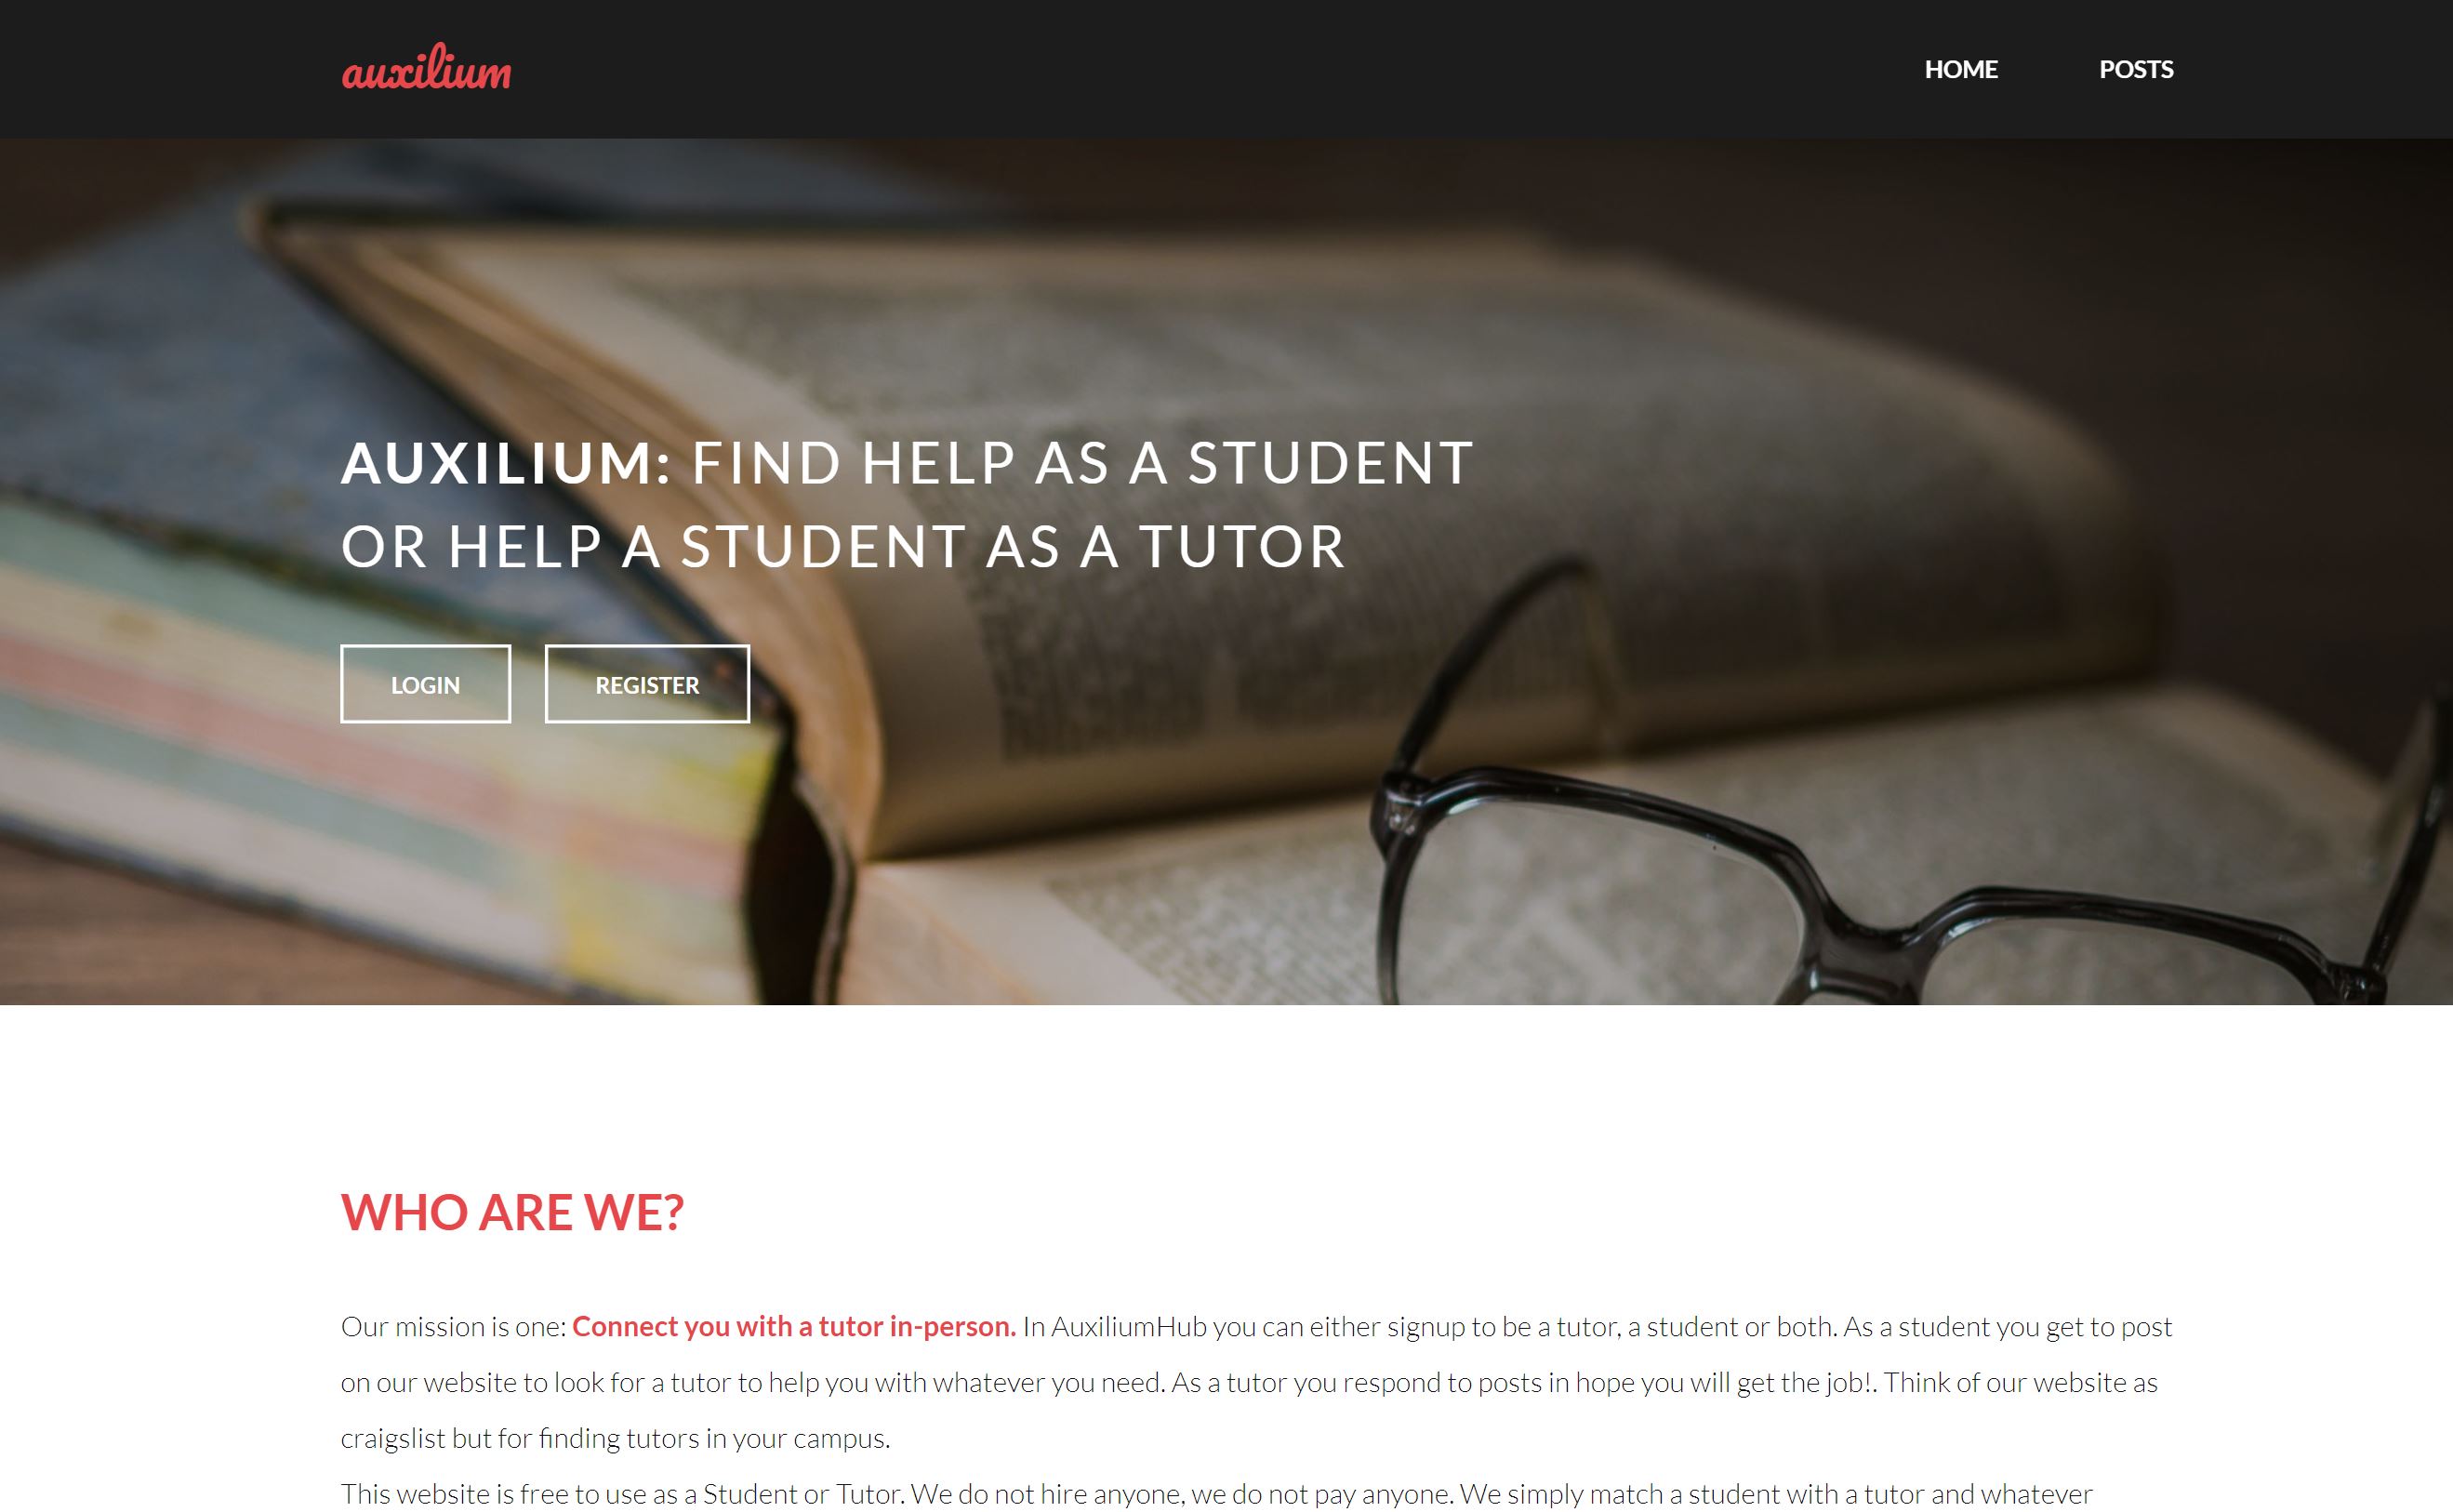 auxilium
HOME
POSTS
AUXILIUM: FIND HELP AS A STUDENT
OR HELP A STUDENT AS A TUTOR
LOGIN
REGISTER
WHO ARE WE?
Our mission is one: Connect you with a tutor in-person. In AuxiliumHub you can either signup to be a tutor, a student or both. As a student you get to post
on our website to look for a tutor to help you with whatever you need. As a tutor you respond to posts in hope you will get the job!. Think of our website as
craigslist but for finding tutors in your campus.
This website is free to use as a Student or Tutor. We do not hire anyone, we do not pay anyone. We simply match a student with a tutor and whatever